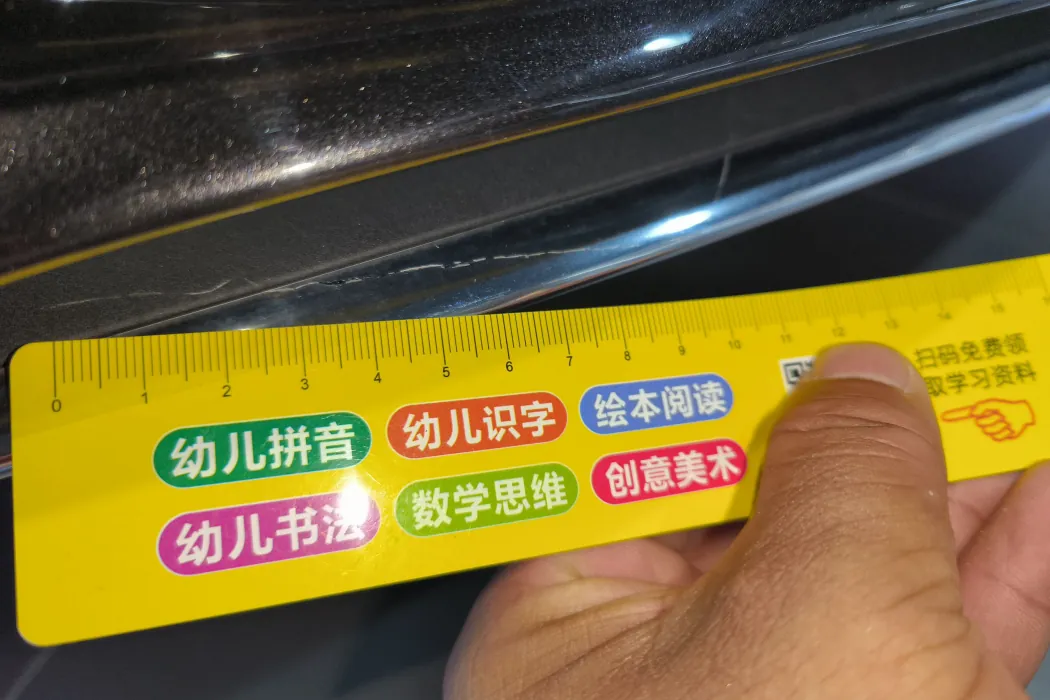 0 1 2 3 4 5 6 7 8 9 10 11 12 13 14 15
扫码免费领
取学习资料
幼儿拼音 幼儿识字 绘本阅读
幼儿书法 数学思维 创意美术